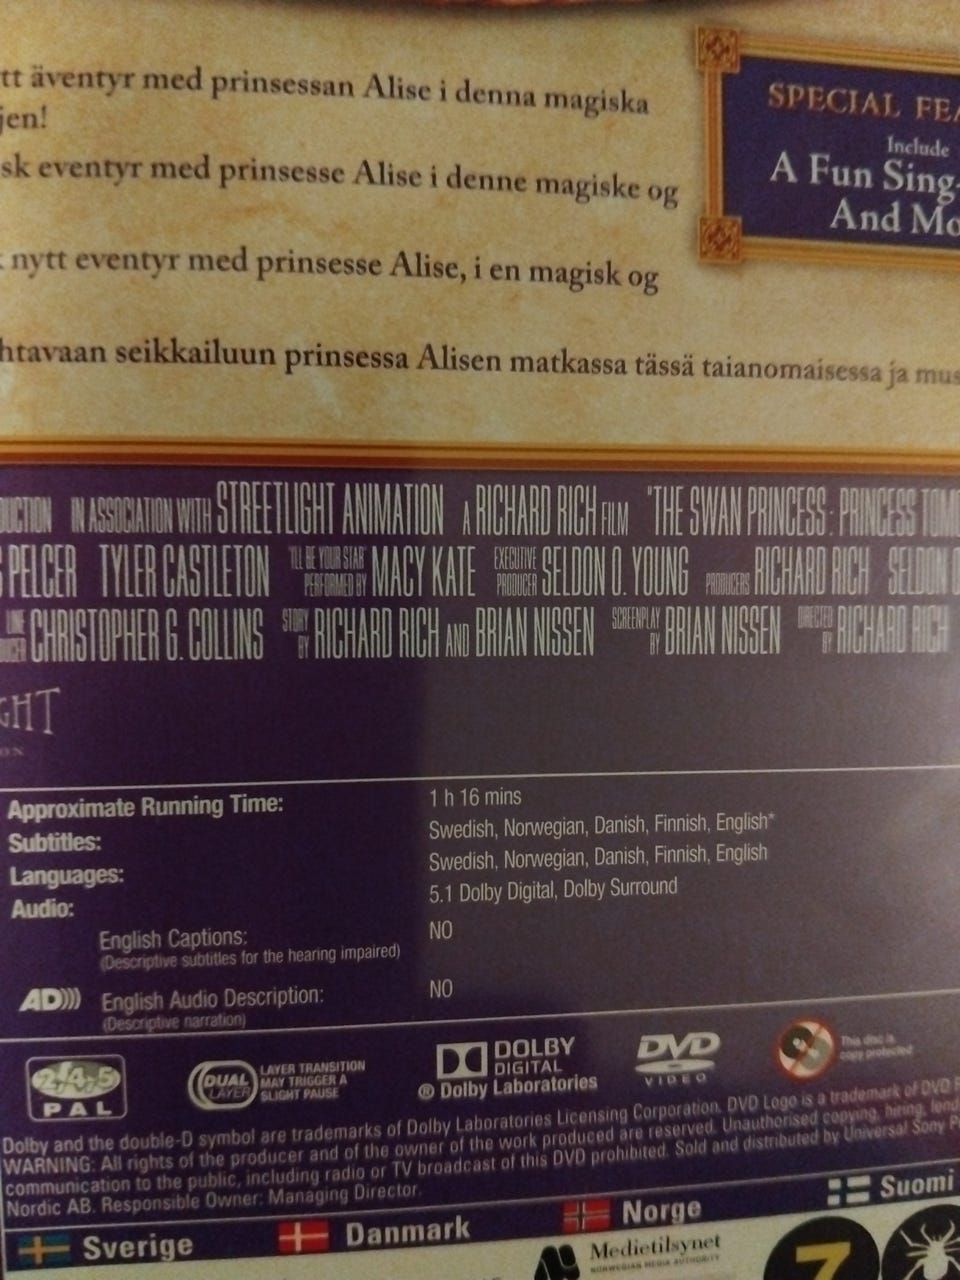 tt äventyr med prinsessan Alise i denna magiska
jen!
sk eventyr med prinsesse Alise i denne magiske og
nytt eventyr med prinsesse Alise, i en magisk og
htavaan seikkailuun prinsessa Alisen matkassa tässä taianomaisessa ja mus
SPECIAL FEA
Include
A Fun Sing-
And Mo
DUCTION IN ASSOCIATION WITH STREETLIGHT ANIMATION A RICHARD RICH FILM "THE SWAN PRINCESS: PRINCESS TOM
S PELCER TYLER CASTLETON "I'LL BE YOUR STAR" PERFORMED BY MACY KATE EXECUTIVE PRODUCER SELDON O. YOUNG PRODUCERS RICHARD RICH SELDON O
LINE CHRISTOPHER G. COLLINS STORY BY RICHARD RICH AND BRIAN NISSEN SCREENPLAY BY BRIAN NISSEN DIRECTED BY RICHARD RICH
GHT
ON
Approximate Running Time: 1 h 16 mins
Subtitles: Swedish, Norwegian, Danish, Finnish, English*
Languages: Swedish, Norwegian, Danish, Finnish, English
Audio: 5.1 Dolby Digital, Dolby Surround
English Captions: NO
(Descriptive subtitles for the hearing impaired)
AD))) English Audio Description: NO
(Descriptive narration)
2/4/5
PAL
DUAL
LAYER
LAYER TRANSITION
MAY TRIGGER A
SLIGHT PAUSE
DOLBY
DIGITAL
® Dolby Laboratories
DVD
VIDEO
This disc is
copy protected
Dolby and the double-D symbol are trademarks of Dolby Laboratories Licensing Corporation. DVD Logo is a trademark of DVD F
WARNING: All rights of the producer and of the owner of the work produced are reserved. Unauthorised copying, hiring, lend
communication to the public, including radio or TV broadcast of this DVD prohibited. Sold and distributed by Universal Sony P
Nordic AB. Responsible Owner: Managing Director.
Sverige Danmark Norge Suomi
Medietilsynet
NORWEGIAN MEDIA AUTHORITY
7